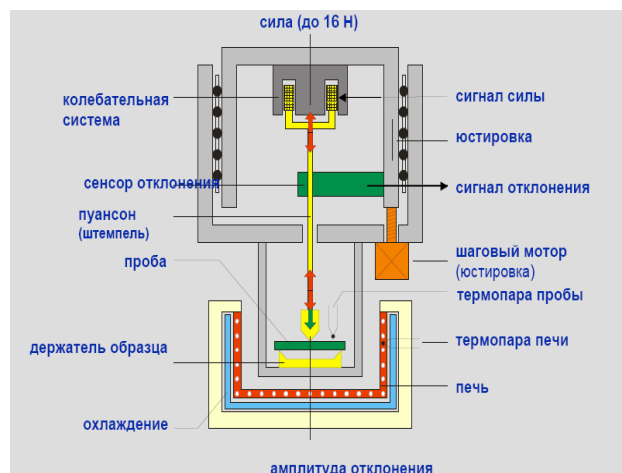 сила (до 16 Н)
колебательная
система
сигнал силы
юстировка
сенсор отклонения
сигнал отклонения
пуансон
(штемпель)
проба
шаговый мотор
(юстировка)
термопара пробы
держатель образца
термопара печи
печь
охлаждение
амплитуда отклонения